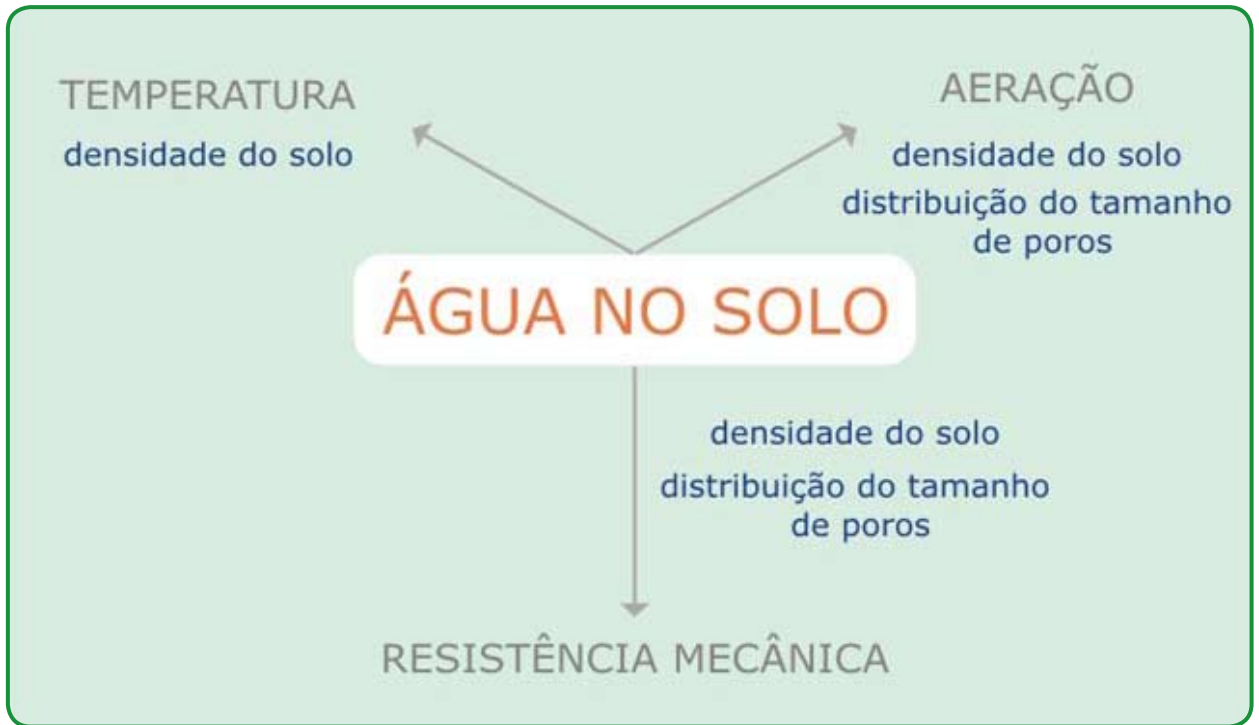 TEMPERATURA
densidade do solo
AERAÇÃO
densidade do solo
distribuição do tamanho
de poros
ÁGUA NO SOLO
densidade do solo
distribuição do tamanho
de poros
RESISTÊNCIA MECÂNICA